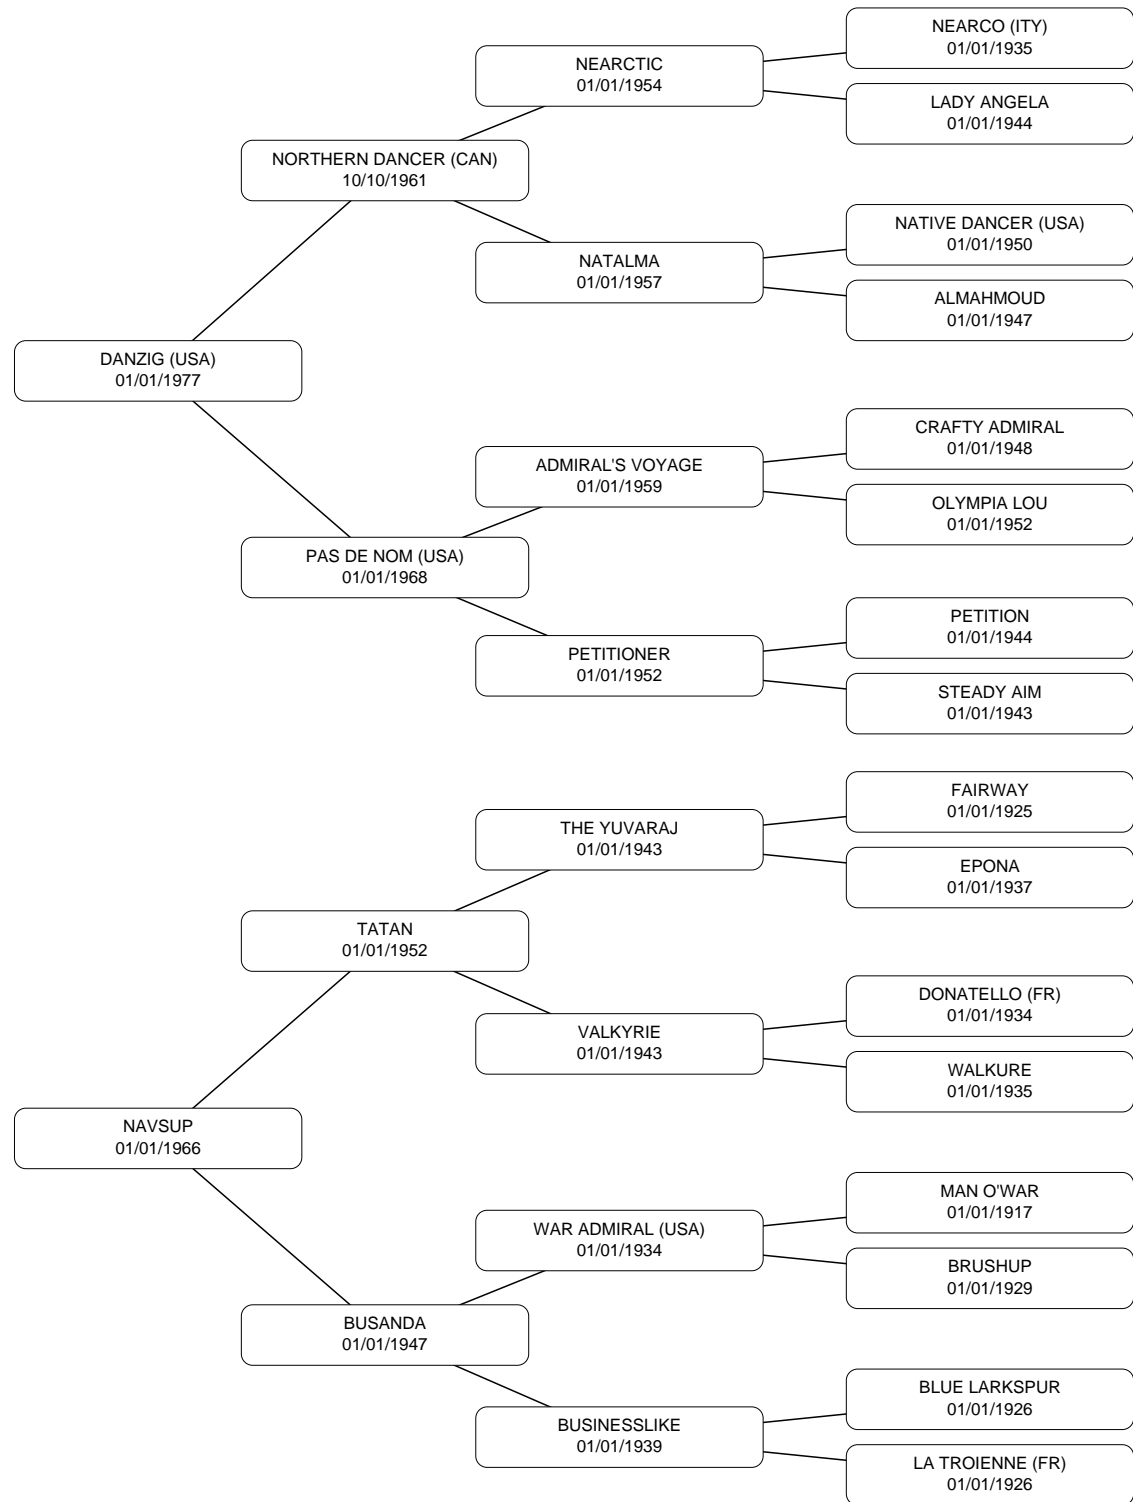 NEARCO (ITY)
01/01/1935
NEARCTIC
01/01/1954
LADY ANGELA
01/01/1944
NORTHERN DANCER (CAN)
10/10/1961
NATIVE DANCER (USA)
01/01/1950
NATALMA
01/01/1957
ALMAHMOUD
01/01/1947
DANZIG (USA)
01/01/1977
CRAFTY ADMIRAL
01/01/1948
ADMIRAL'S VOYAGE
01/01/1959
OLYMPIA LOU
01/01/1952
PAS DE NOM (USA)
01/01/1968
PETITION
01/01/1944
PETITIONER
01/01/1952
STEADY AIM
01/01/1943
FAIRWAY
01/01/1925
THE YUVARAJ
01/01/1943
EPONA
01/01/1937
TATAN
01/01/1952
DONATELLO (FR)
01/01/1934
VALKYRIE
01/01/1943
WALKURE
01/01/1935
NAVSUP
01/01/1966
MAN O'WAR
01/01/1917
WAR ADMIRAL (USA)
01/01/1934
BRUSHUP
01/01/1929
BUSANDA
01/01/1947
BLUE LARKSPUR
01/01/1926
BUSINESSLIKE
01/01/1939
LA TROIENNE (FR)
01/01/1926